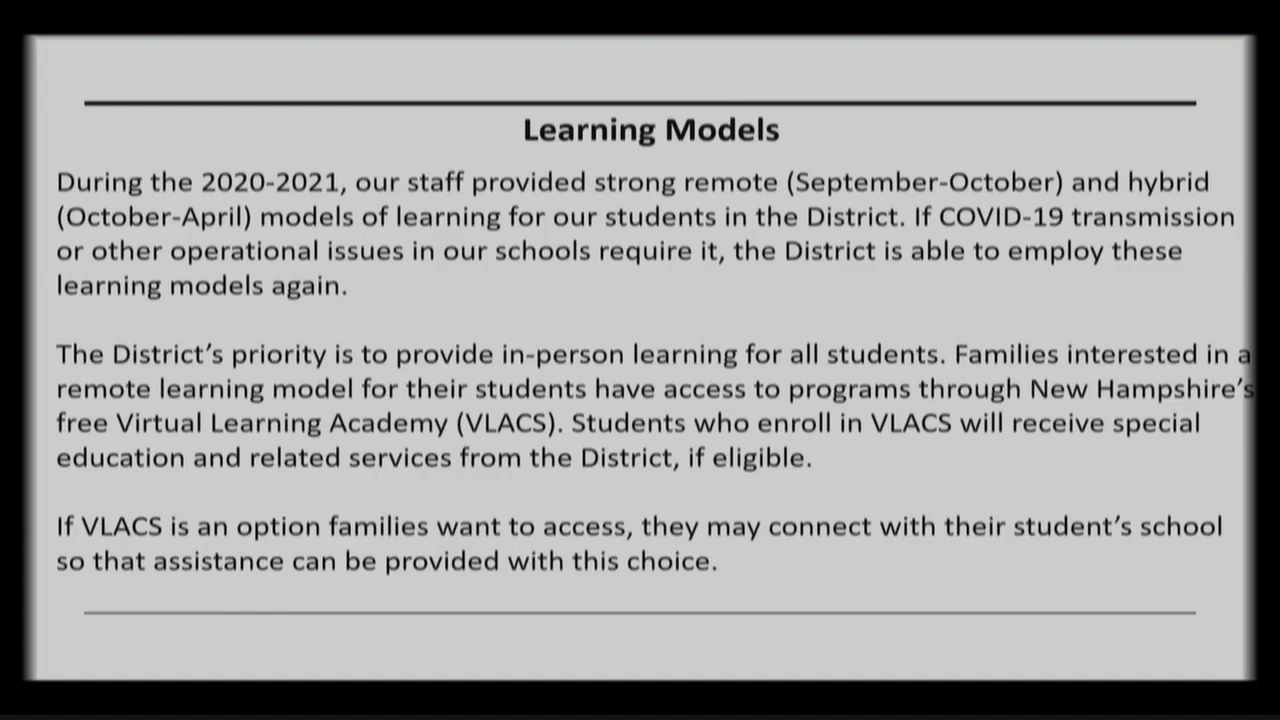 Learning Models
During the 2020-2021, our staff provided strong remote (September-October) and hybrid
(October-April) models of learning for our students in the District. If COVID-19 transmission
or other operational issues in our schools require it, the District is able to employ these
learning models again.
The District’s priority is to provide in-person learning for all students. Families interested in a
remote learning model for their students have access to programs through New Hampshire’s
free Virtual Learning Academy (VLACS). Students who enroll in VLACS will receive special
education and related services from the District, if eligible.
If VLACS is an option families want to access, they may connect with their student’s school
so that assistance can be provided with this choice.